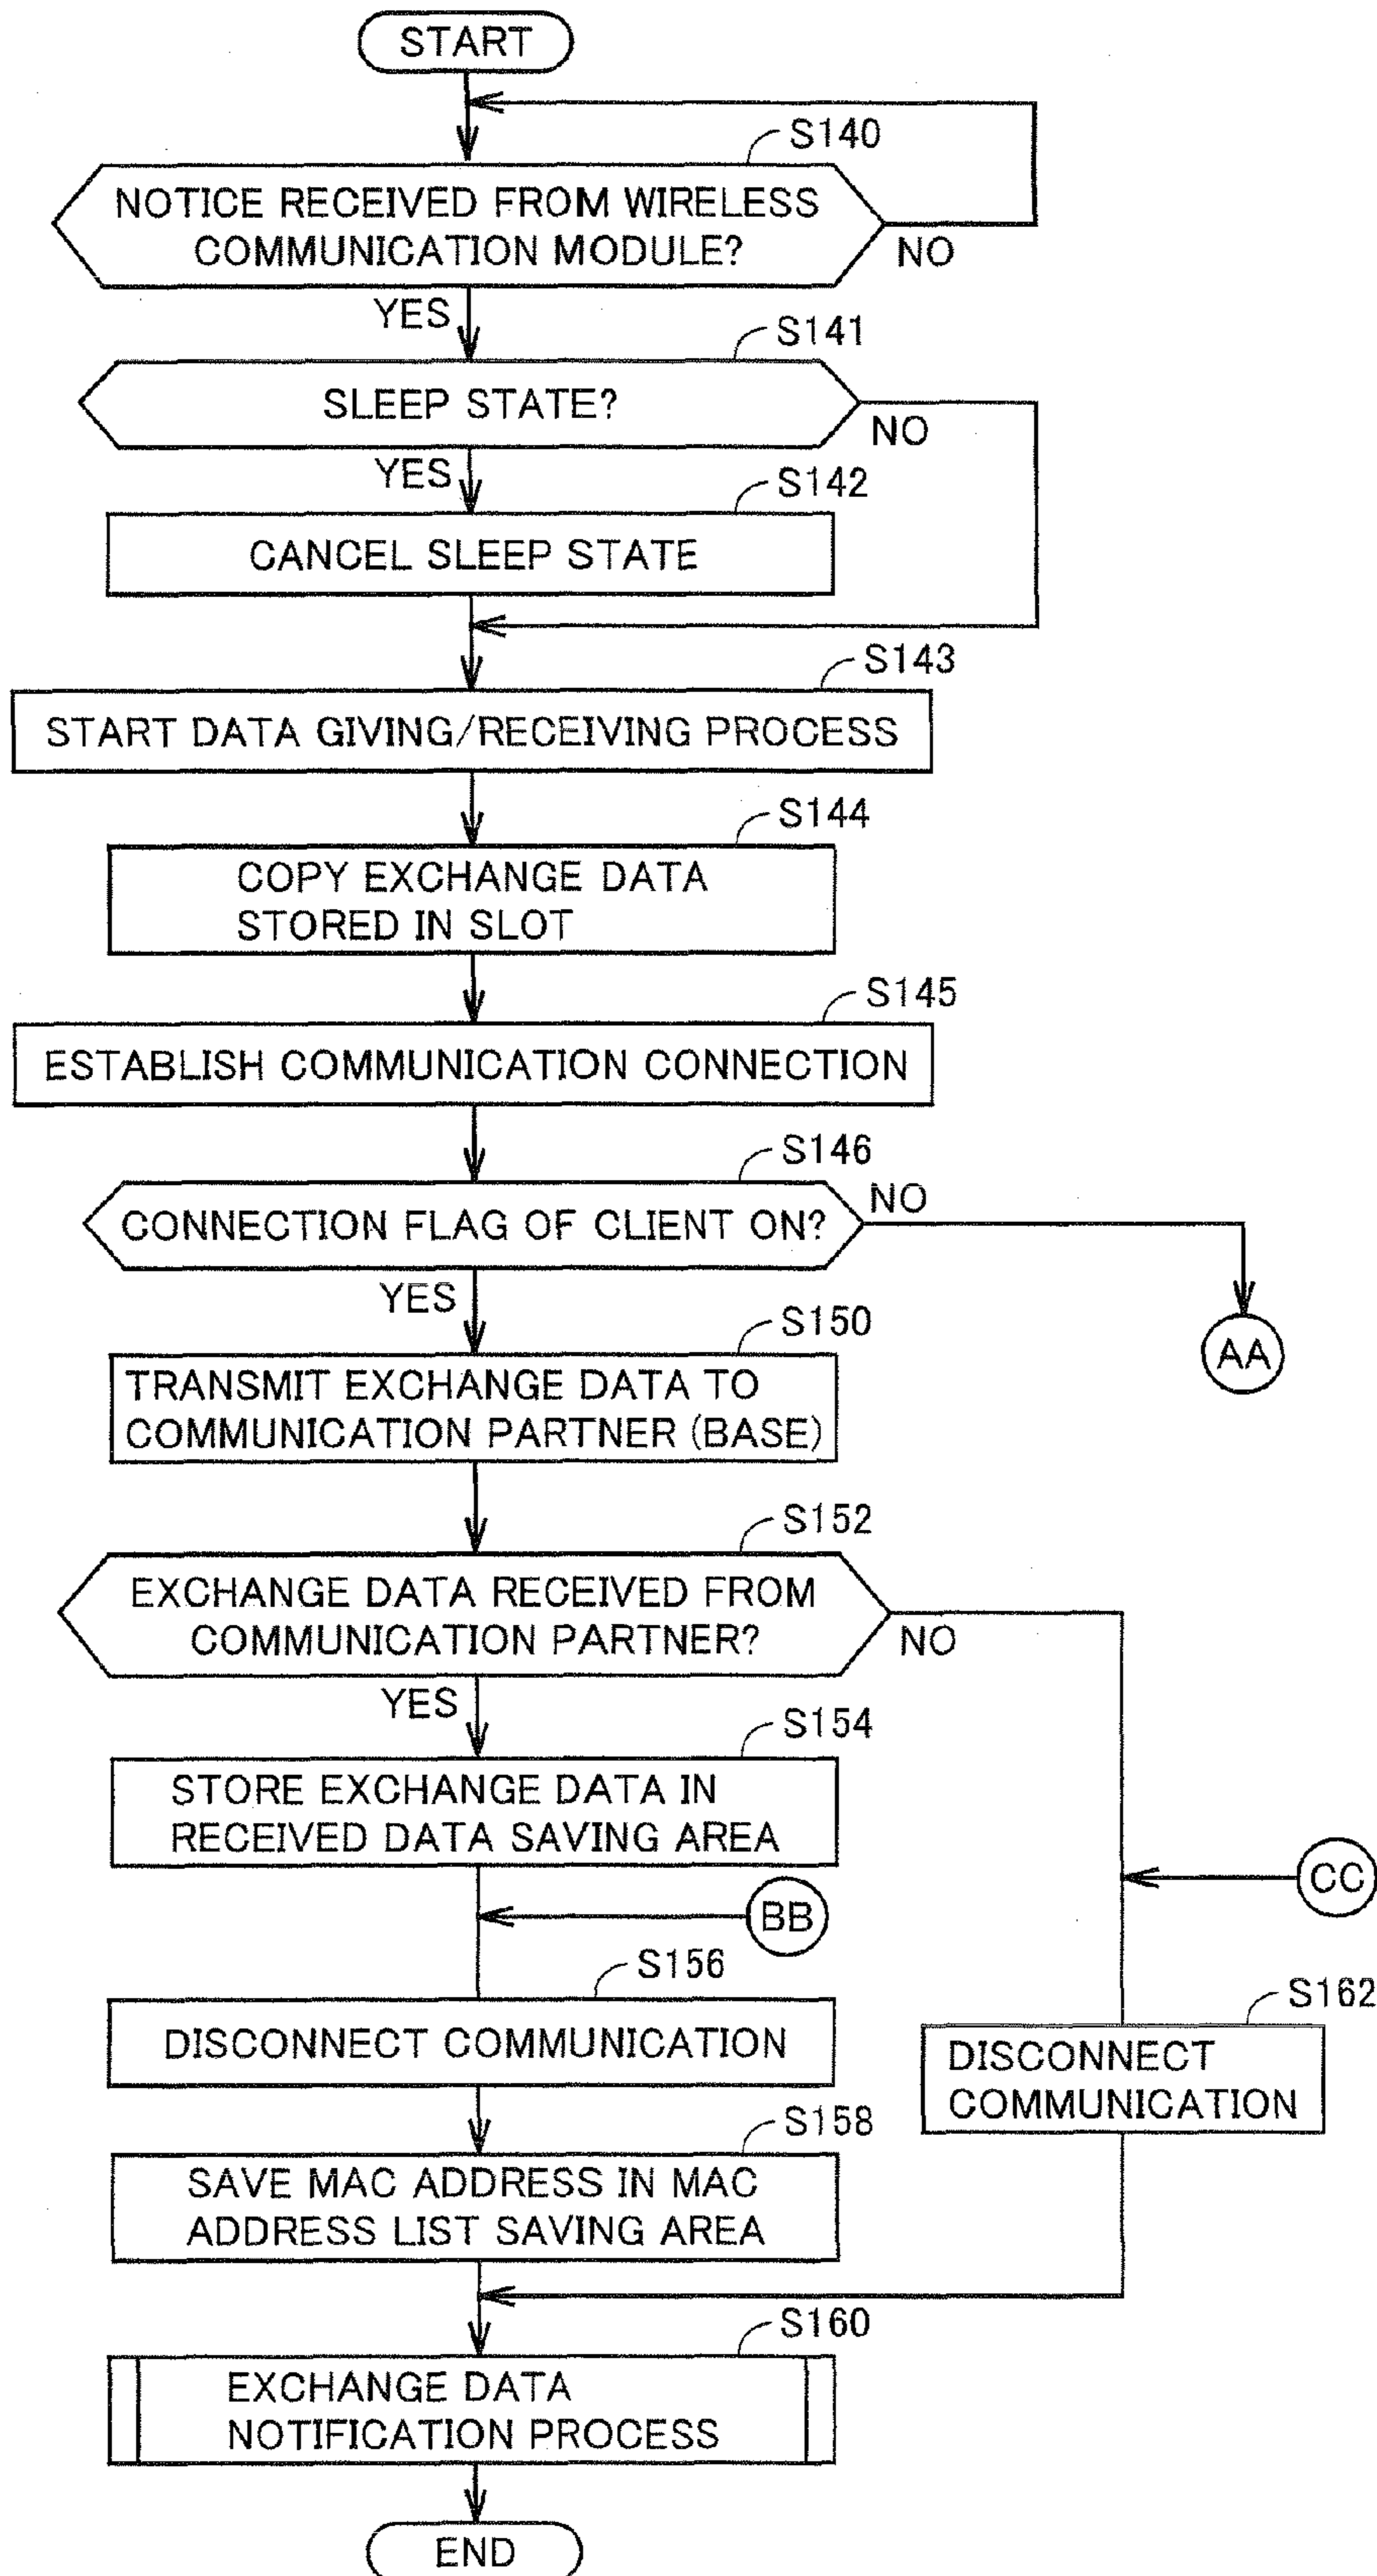 START
S140
NOTICE RECEIVED FROM WIRELESS
COMMUNICATION MODULE?
NO
YES
S141
SLEEP STATE?
NO
YES
S142
CANCEL SLEEP STATE
S143
START DATA GIVING/RECEIVING PROCESS
S144
COPY EXCHANGE DATA
STORED IN SLOT
S145
ESTABLISH COMMUNICATION CONNECTION
S146
CONNECTION FLAG OF CLIENT ON?
NO
YES
AA
S150
TRANSMIT EXCHANGE DATA TO
COMMUNICATION PARTNER (BASE)
S152
EXCHANGE DATA RECEIVED FROM
COMMUNICATION PARTNER?
NO
YES
S154
STORE EXCHANGE DATA IN
RECEIVED DATA SAVING AREA
CC
BB
S156
DISCONNECT COMMUNICATION
S162
DISCONNECT
COMMUNICATION
S158
SAVE MAC ADDRESS IN MAC
ADDRESS LIST SAVING AREA
S160
EXCHANGE DATA
NOTIFICATION PROCESS
END